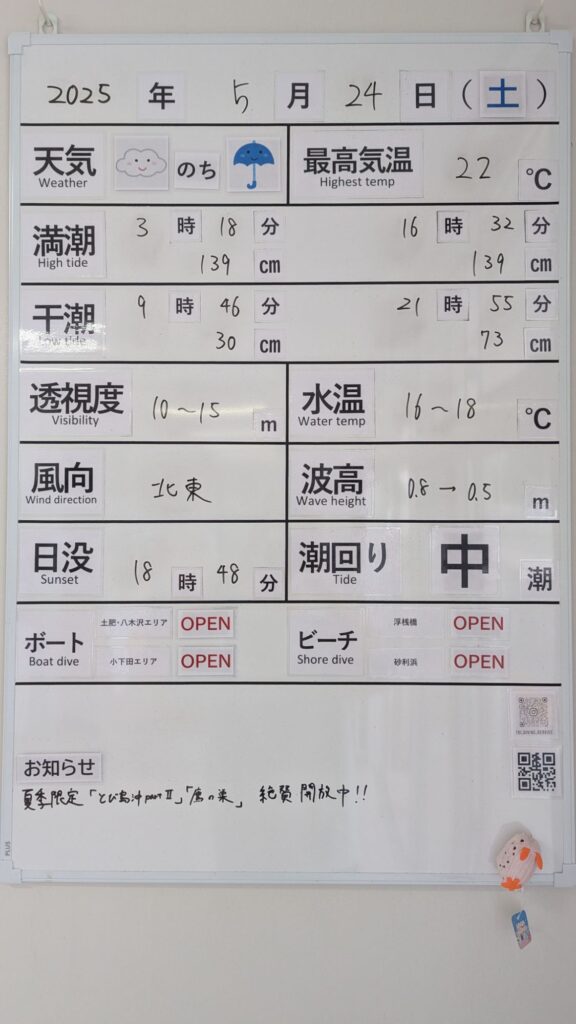 2025 年 5 月 24 日 (土)
天気 Weather のち
最高気温 Highest temp 22 ℃
満潮 High tide 3 時 18 分 139 cm
16 時 32 分 139 cm
干潮 Low tide 9 時 46 分 30 cm
21 時 55 分 73 cm
透視度 Visibility 10～15 m
水温 Water temp 16～18 ℃
風向 Wind direction 北東
波高 Wave height 0.8→0.5 m
日没 Sunset 18 時 48 分
潮回り Tide 中 潮
ボート Boat dive
土肥・八木沢エリア OPEN
小下田エリア OPEN
ビーチ Shore dive
浮桟橋 OPEN
砂利浜 OPEN
お知らせ
夏季限定「とび島沖partⅡ」「鷹の巣」 絶賛開放中!!
PLUS